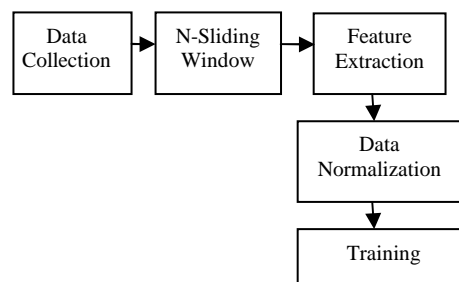 Data
Collection
N-Sliding
Window
Feature
Extraction
Data
Normalization
Training